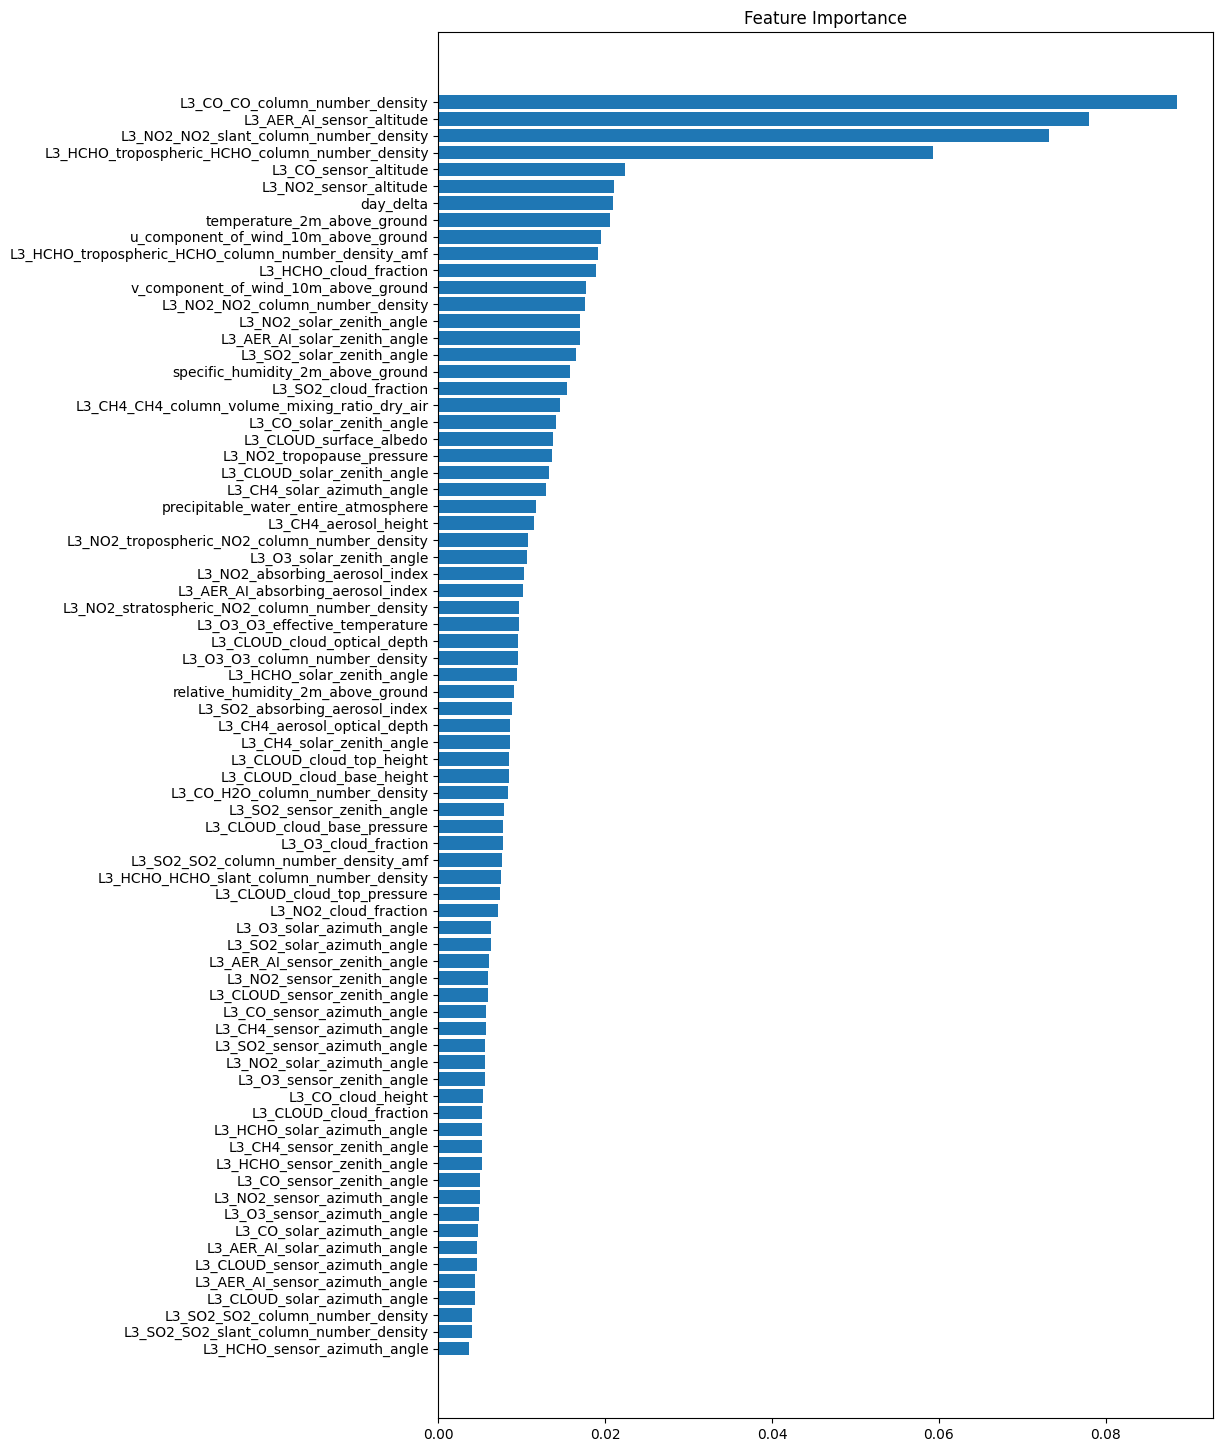 Feature Importance
L3_CO_CO_column_number_density
L3_AER_AI_sensor_altitude
L3_NO2_NO2_slant_column_number_density
L3_HCHO_tropospheric_HCHO_column_number_density
L3_CO_sensor_altitude
L3_NO2_sensor_altitude
day_delta
temperature_2m_above_ground
u_component_of_wind_10m_above_ground
L3_HCHO_tropospheric_HCHO_column_number_density_amf
L3_HCHO_cloud_fraction
v_component_of_wind_10m_above_ground
L3_NO2_NO2_column_number_density
L3_NO2_solar_zenith_angle
L3_AER_AI_solar_zenith_angle
L3_SO2_solar_zenith_angle
specific_humidity_2m_above_ground
L3_SO2_cloud_fraction
L3_CH4_CH4_column_volume_mixing_ratio_dry_air
L3_CO_solar_zenith_angle
L3_CLOUD_surface_albedo
L3_NO2_tropopause_pressure
L3_CLOUD_solar_zenith_angle
L3_CH4_solar_azimuth_angle
precipitable_water_entire_atmosphere
L3_CH4_aerosol_height
L3_NO2_tropospheric_NO2_column_number_density
L3_O3_solar_zenith_angle
L3_NO2_absorbing_aerosol_index
L3_AER_AI_absorbing_aerosol_index
L3_NO2_stratospheric_NO2_column_number_density
L3_O3_O3_effective_temperature
L3_CLOUD_cloud_optical_depth
L3_O3_O3_column_number_density
L3_HCHO_solar_zenith_angle
relative_humidity_2m_above_ground
L3_SO2_absorbing_aerosol_index
L3_CH4_aerosol_optical_depth
L3_CH4_solar_zenith_angle
L3_CLOUD_cloud_top_height
L3_CLOUD_cloud_base_height
L3_CO_H2O_column_number_density
L3_SO2_sensor_zenith_angle
L3_CLOUD_cloud_base_pressure
L3_O3_cloud_fraction
L3_SO2_SO2_column_number_density_amf
L3_HCHO_HCHO_slant_column_number_density
L3_CLOUD_cloud_top_pressure
L3_NO2_cloud_fraction
L3_O3_solar_azimuth_angle
L3_SO2_solar_azimuth_angle
L3_AER_AI_sensor_zenith_angle
L3_NO2_sensor_zenith_angle
L3_CLOUD_sensor_zenith_angle
L3_CO_sensor_azimuth_angle
L3_CH4_sensor_azimuth_angle
L3_SO2_sensor_azimuth_angle
L3_NO2_solar_azimuth_angle
L3_O3_sensor_zenith_angle
L3_CO_cloud_height
L3_CLOUD_cloud_fraction
L3_HCHO_solar_azimuth_angle
L3_CH4_sensor_zenith_angle
L3_HCHO_sensor_zenith_angle
L3_CO_sensor_zenith_angle
L3_NO2_sensor_azimuth_angle
L3_O3_sensor_azimuth_angle
L3_CO_solar_azimuth_angle
L3_AER_AI_solar_azimuth_angle
L3_CLOUD_sensor_azimuth_angle
L3_AER_AI_sensor_azimuth_angle
L3_CLOUD_solar_azimuth_angle
L3_SO2_SO2_column_number_density
L3_SO2_SO2_slant_column_number_density
L3_HCHO_sensor_azimuth_angle
0.00 0.02 0.04 0.06 0.08